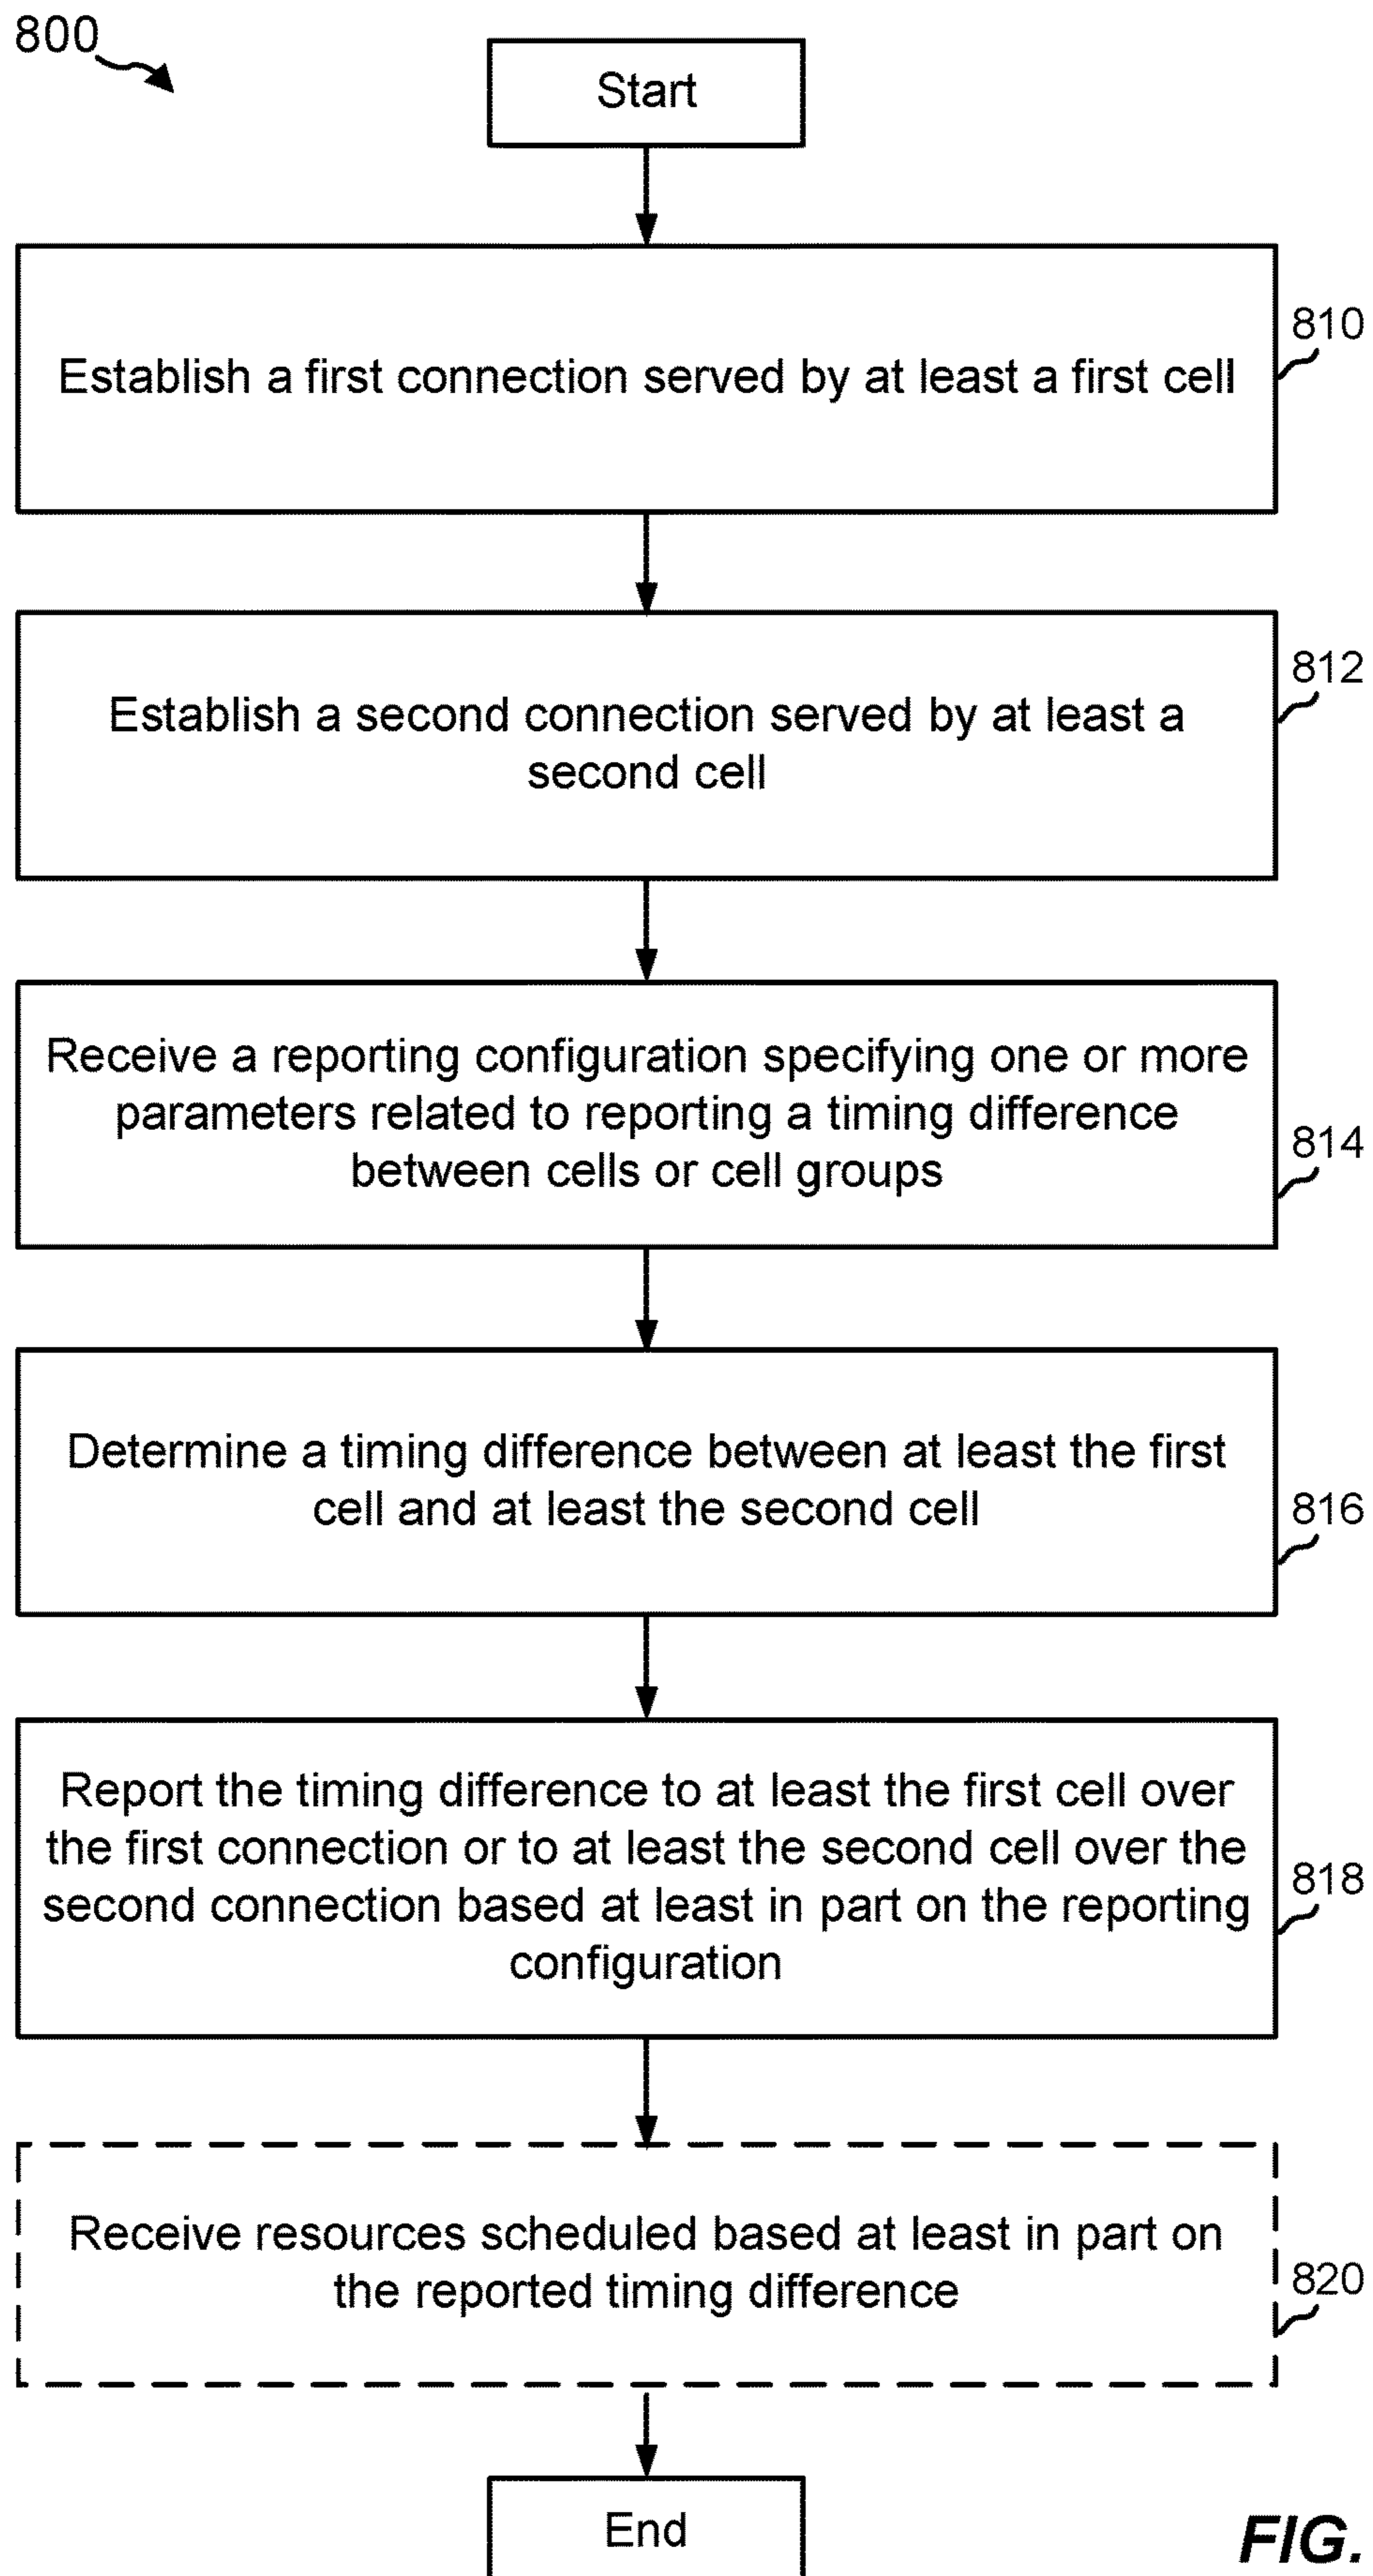 800
Start
Establish a first connection served by at least a first cell
810
Establish a second connection served by at least a
second cell
812
Receive a reporting configuration specifying one or more
parameters related to reporting a timing difference
between cells or cell groups
814
Determine a timing difference between at least the first
cell and at least the second cell
816
Report the timing difference to at least the first cell over
the first connection or to at least the second cell over the
second connection based at least in part on the reporting
configuration
818
Receive resources scheduled based at least in part on
the reported timing difference
820
End
FIG.